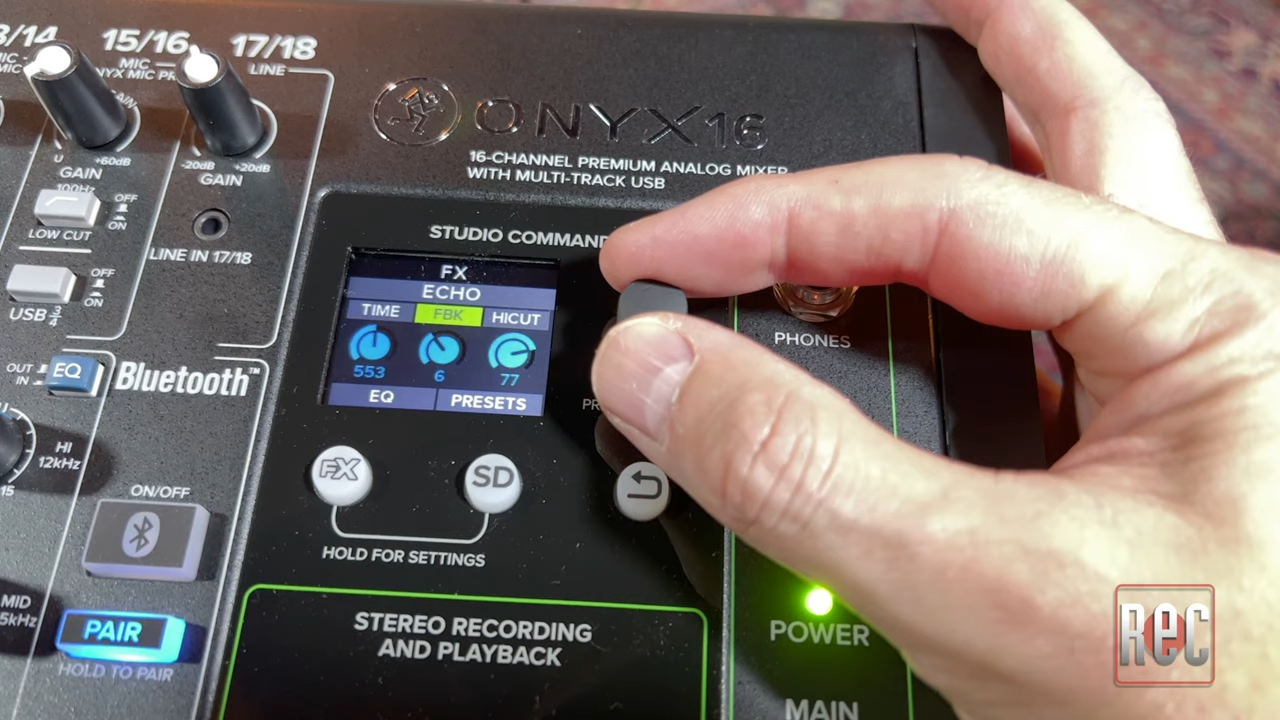 3/14
15/16
17/18
MIC
LINE
ONYX16
16-CHANNEL PREMIUM ANALOG MIXER
WITH MULTI-TRACK USB
U +60dB
GAIN
-20dB +20dB
GAIN
100Hz
OFF
ON
LOW CUT
LINE IN 17/18
OFF
ON
USB 3/4
STUDIO COMMAND
FX
ECHO
TIME FBK HICUT
553 6 77
EQ PRESETS
PHONES
OUT
IN
EQ
Bluetooth™
HI
12kHz
FX
SD
HOLD FOR SETTINGS
ON/OFF
MID
PAIR
HOLD TO PAIR
STEREO RECORDING
AND PLAYBACK
POWER
MAIN
REC